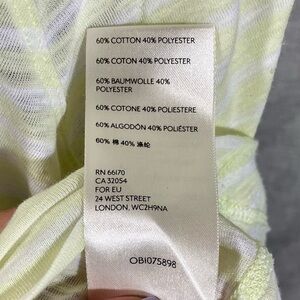 60% COTTON 40% POLYESTER
60% COTON 40% POLYESTER
60% BAUMWOLLE 40%
POLYESTER
60% COTONE 40% POLIESTERE
60% ALGODÓN 40% POLIÉSTER
60% 棉 40% 涤纶
RN 66170
CA 32054
FOR EU
24 WEST STREET
LONDON, WC2H9NA
OB1075898